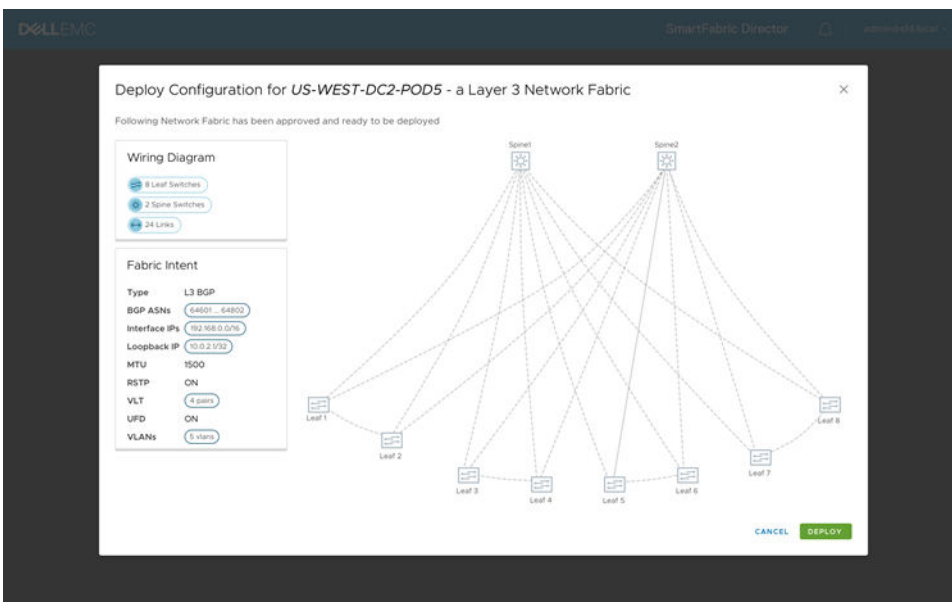 DELLEMC
SmartFabric Director
Deploy Configuration for US-WEST-DC2-POD5 - a Layer 3 Network Fabric
Following Network Fabric has been approved and ready to be deployed
Wiring Diagram
8 Leaf Switches
2 Spine Switches
24 Links
Fabric Intent
Type L3 BGP
BGP ASNs 64601 ... 64802
Interface IPs 192.168.0.0/16
Loopback IP 10.0.2.1/32
MTU 1500
RSTP ON
VLT 4 pairs
UFD ON
VLANs 5 vlans
Spine1
Spine2
Leaf 1
Leaf 2
Leaf 3
Leaf 4
Leaf 5
Leaf 6
Leaf 7
Leaf 8
CANCEL
DEPLOY